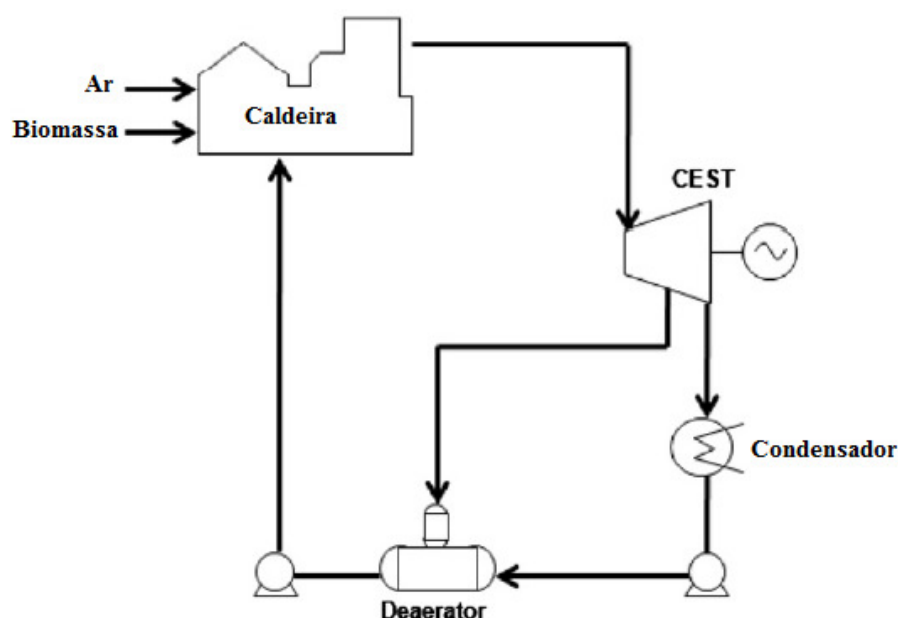 Ar
Caldeira
Biomassa
CEST
Condensador
Deaerator